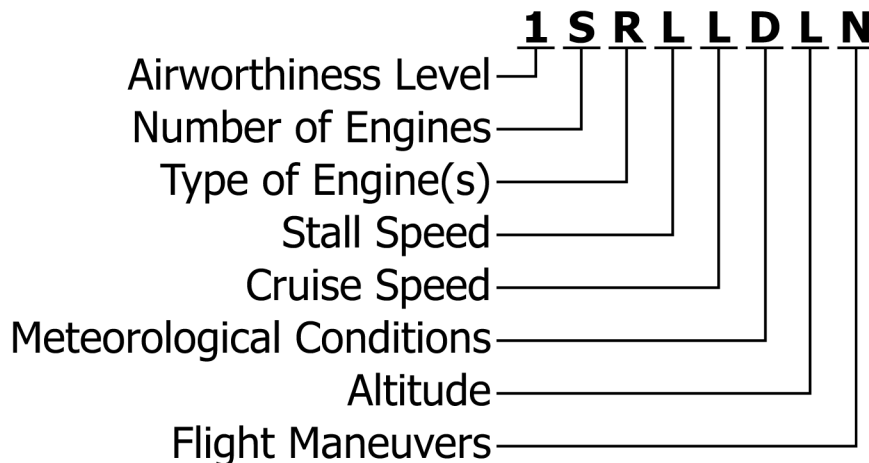 1 S R L L D L N
Airworthiness Level
Number of Engines
Type of Engine(s)
Stall Speed
Cruise Speed
Meteorological Conditions
Altitude
Flight Maneuvers